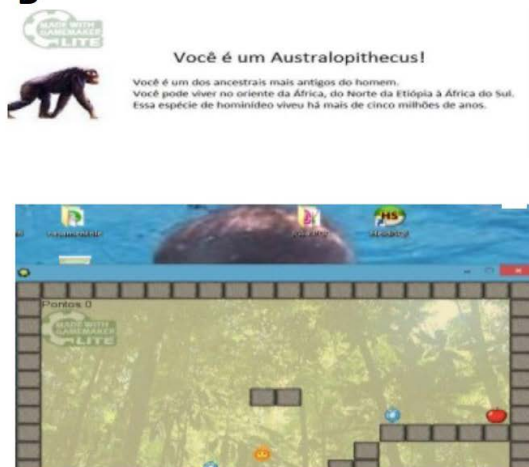 MADE WITH
GAMEMAKER
LITE
Você é um Australopithecus!
Você é um dos ancestrais mais antigos do homem.
Você pode viver no oriente da África, do Norte da Etiópia à África do Sul.
Essa espécie de hominídeo viveu há mais de cinco milhões de anos.
HS
Pontos 0
MADE WITH
GAMEMAKER
LITE